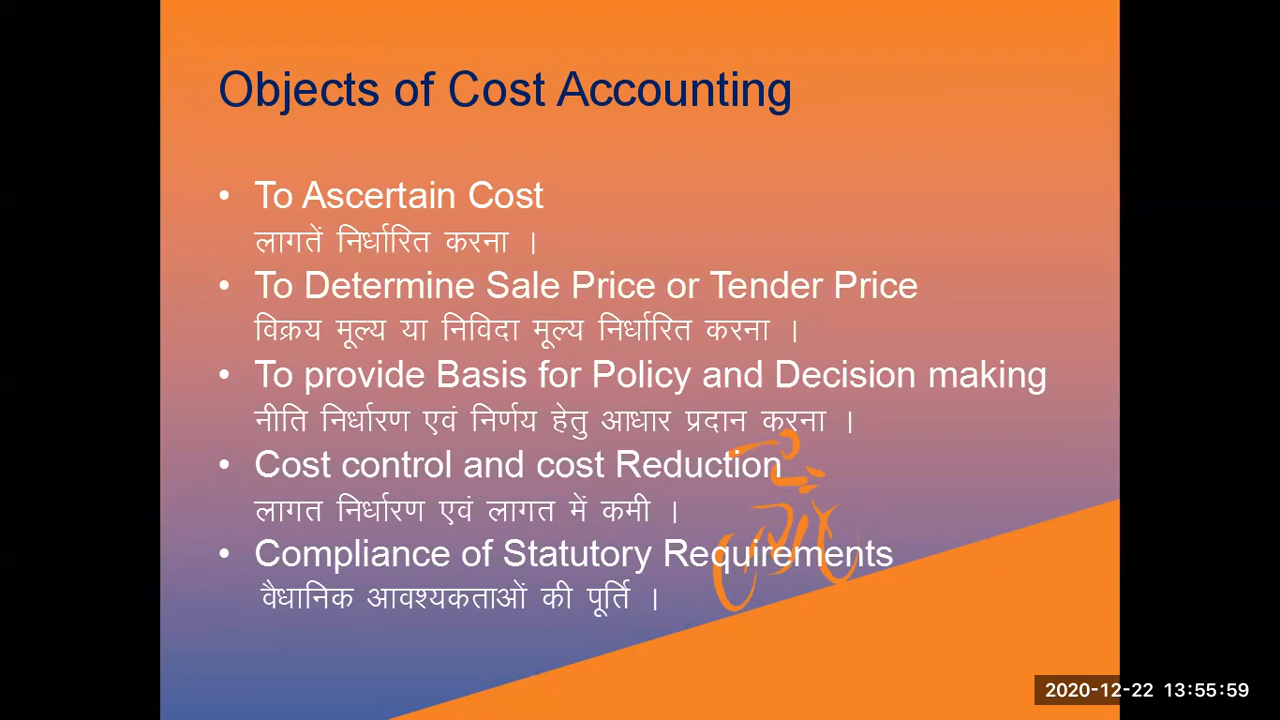 Objects of Cost Accounting
• To Ascertain Cost
लागतें निर्धारित करना ।
• To Determine Sale Price or Tender Price
विक्रय मूल्य या निविदा मूल्य निर्धारित करना ।
• To provide Basis for Policy and Decision making
नीति निर्धारण एवं निर्णय हेतु आधार प्रदान करना ।
• Cost control and cost Reduction
लागत निर्धारण एवं लागत में कमी ।
• Compliance of Statutory Requirements
वैधानिक आवश्यकताओं की पूर्ति ।
2020-12-22 13:55:59